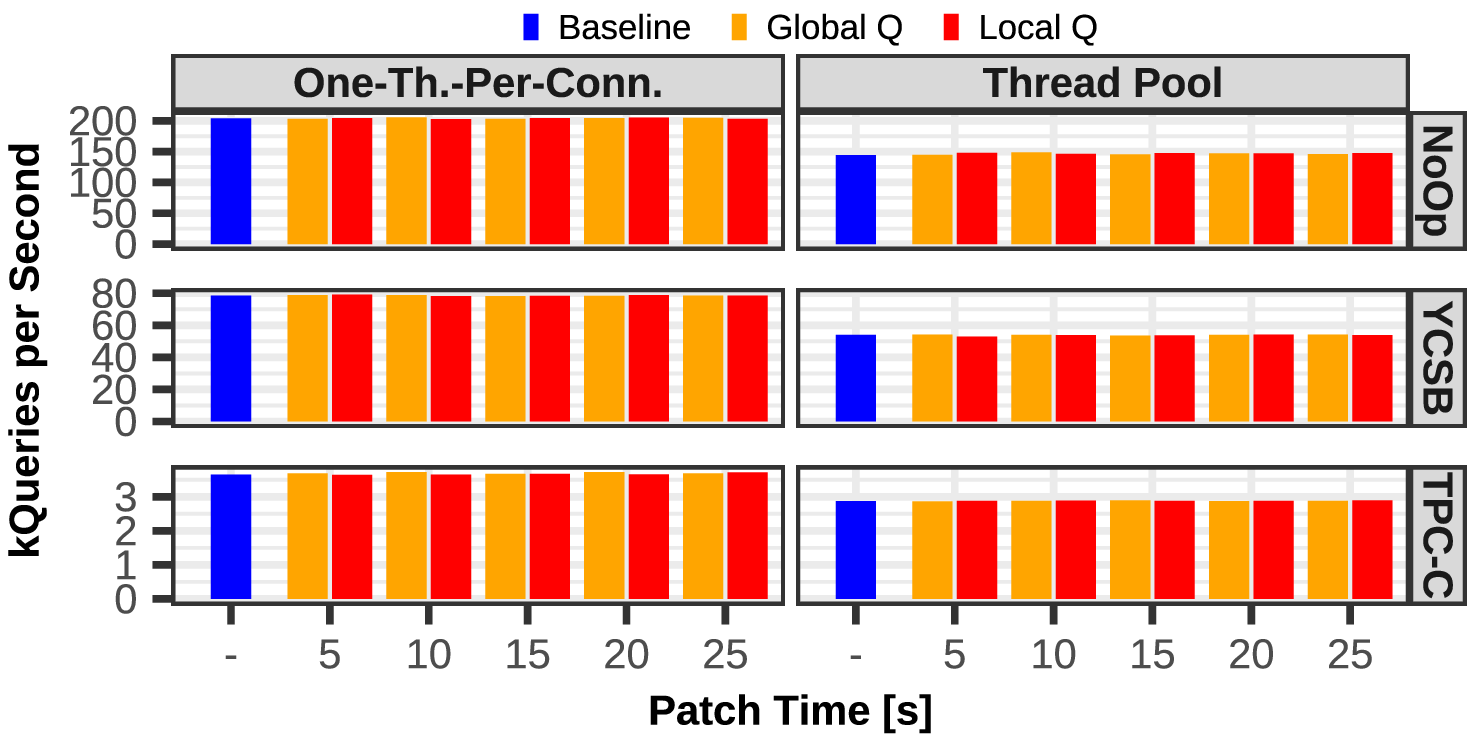 Baseline Global Q Local Q
One-Th.-Per-Conn. Thread Pool
kQueries per Second
200
150
100
50
0
NoOp
80
60
40
20
0
YCSB
3
2
1
0
TPC-C
- 5 10 15 20 25 - 5 10 15 20 25
Patch Time [s]